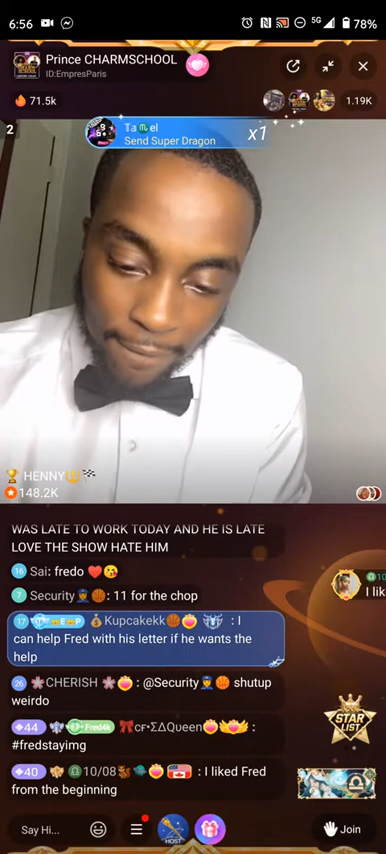 6:56
5G
78%
Prince CHARMSCHOOL
ID:EmpresParis
71.5k
1.19K
2
Send Super Dragon
x1
HENNY
148.2K
WAS LATE TO WORK TODAY AND HE IS LATE
LOVE THE SHOW HATE HIM
16 Sai: fredo
7 Security : 11 for the chop
17 Kupcakekk : I
can help Fred with his letter if he wants the
help
26 CHERISH : @Security shutup
weirdo
44 Fred4k cF•ΣΔQueen :
#fredstayimg
40 10/08 : I liked Fred
from the beginning
10
I lik
STAR
LIST
Say Hi...
HOST
Join